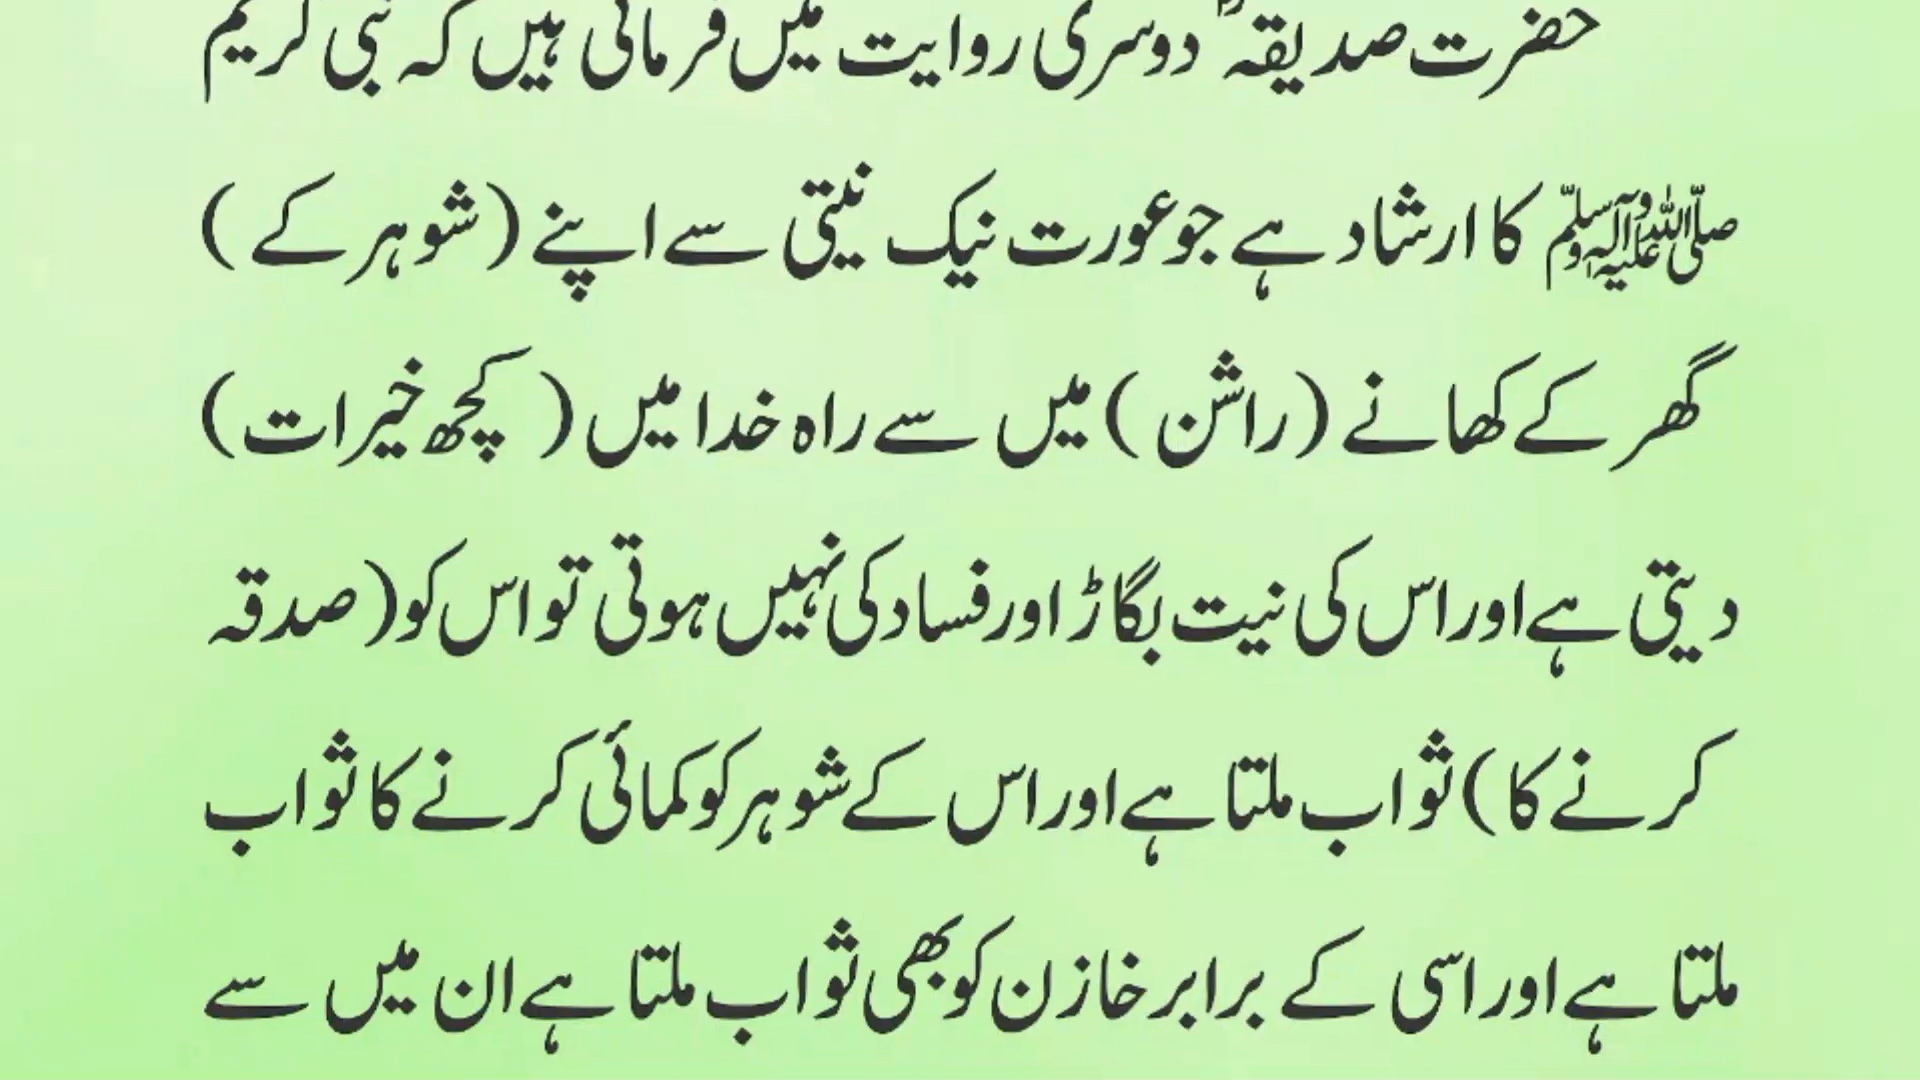 حضرت صدیقہؓ دوسری روایت میں فرماتی ہیں کہ نبی کریم
صلی اللہ علیہ وآلہ وسلم کا ارشاد ہے جو عورت نیک نیتی سے اپنے (شوہر کے)
گھر کے کھانے (راشن) میں سے راہ خدا میں (کچھ خیرات)
دیتی ہے اور اس کی نیت بگاڑ اور فساد کی نہیں ہوتی تو اس کو (صدقہ
کرنے کا) ثواب ملتا ہے اور اس کے شوہر کو کمائی کرنے کا ثواب
ملتا ہے اور اسی کے برابر خازن کو بھی ثواب ملتا ہے ان میں سے